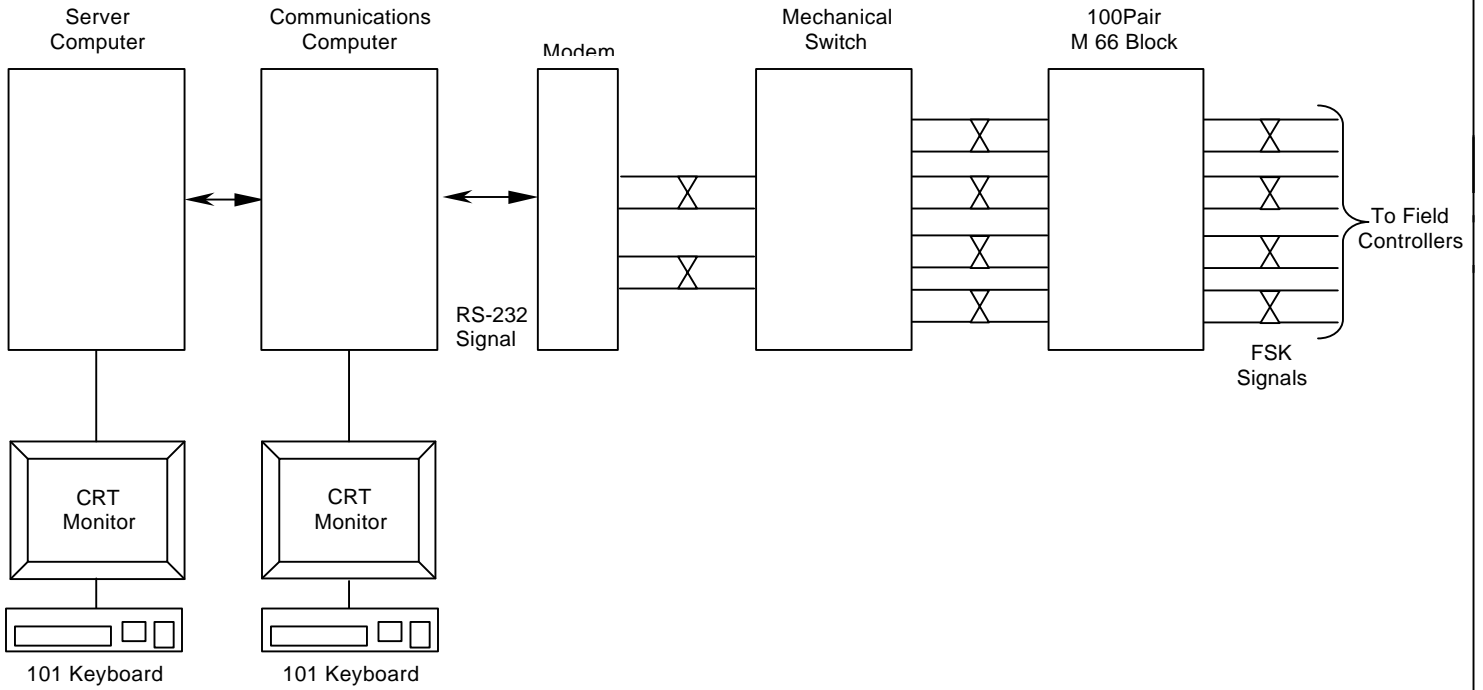 Server
Computer
Communications
Computer
Modem
Mechanical
Switch
100Pair
M 66 Block
To Field
Controllers
RS-232
Signal
FSK
Signals
CRT
Monitor
CRT
Monitor
101 Keyboard
101 Keyboard